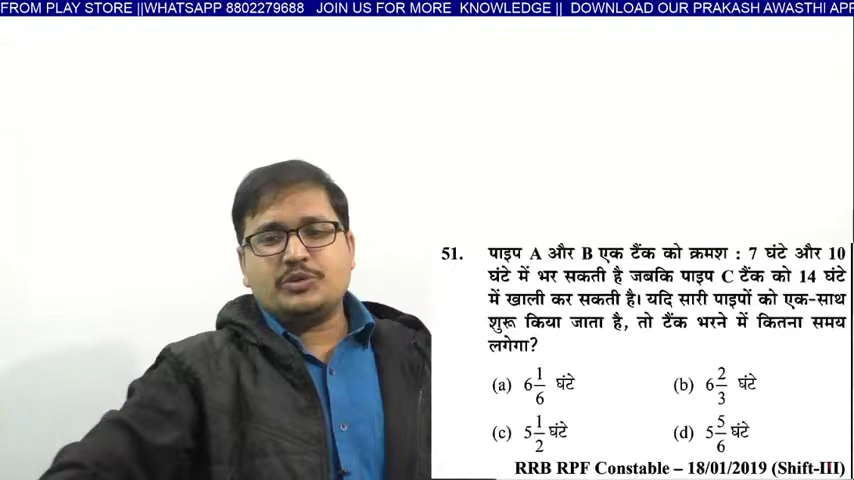 FROM PLAY STORE ||WHATSAPP 8802279688 JOIN US FOR MORE KNOWLEDGE || DOWNLOAD OUR PRAKASH AWASTHI APP
51. पाइप A और B एक टैंक को क्रमश : 7 घंटे और 10
घंटे में भर सकती है जबकि पाइप C टैंक को 14 घंटे
में खाली कर सकती है। यदि सारी पाइपों को एक-साथ
शुरू किया जाता है, तो टैंक भरने में कितना समय
लगेगा?
(a) 6 1/6 घंटे (b) 6 2/3 घंटे
(c) 5 1/2 घंटे (d) 5 5/6 घंटे
RRB RPF Constable – 18/01/2019 (Shift-III)